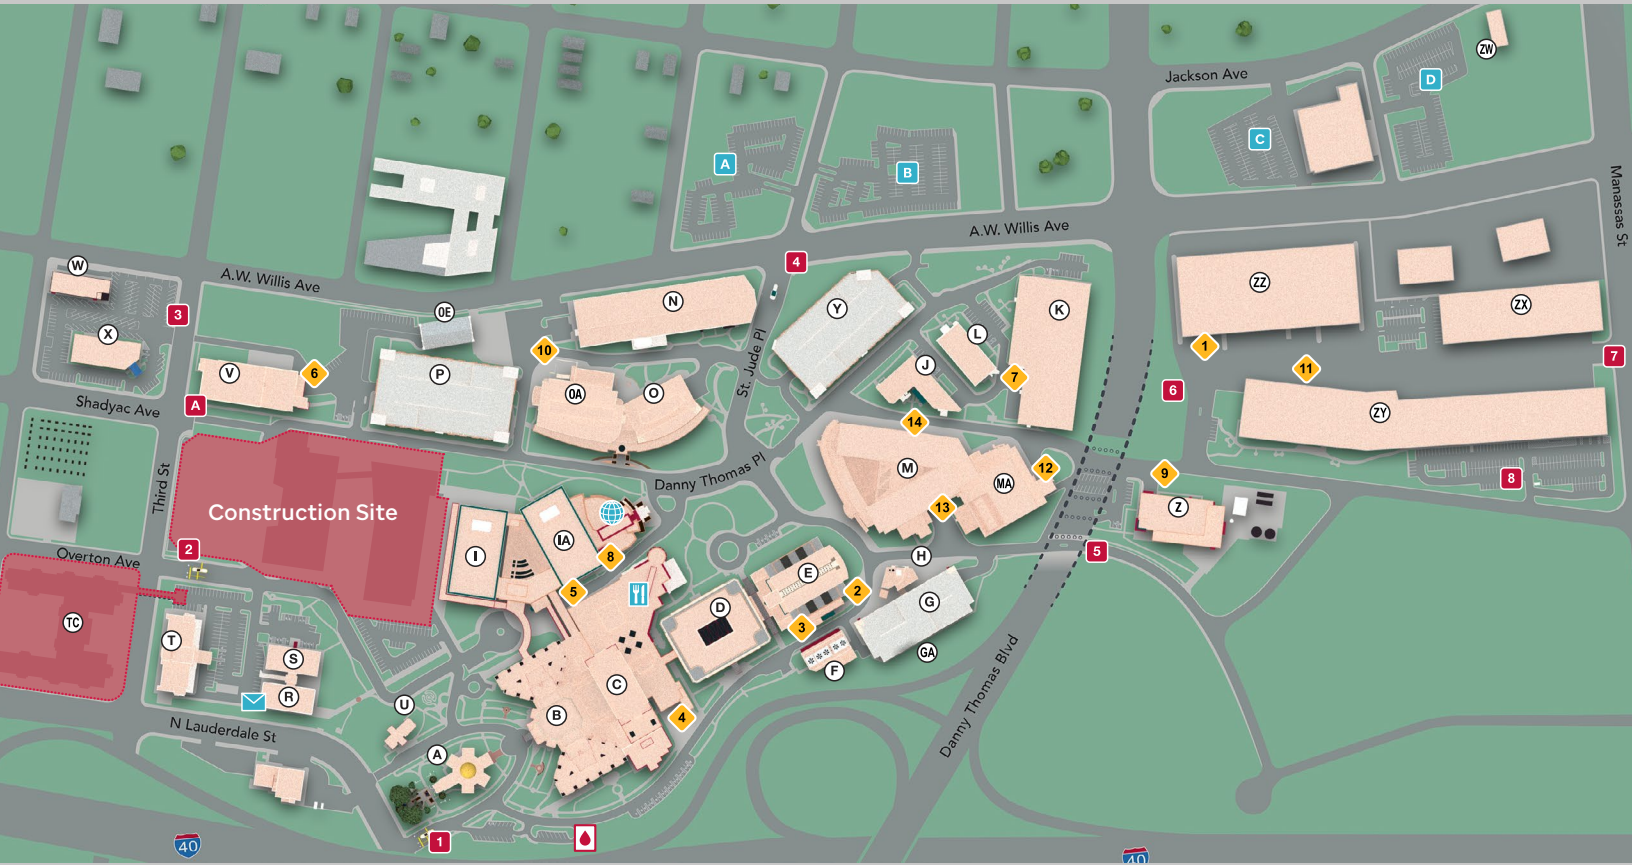 Jackson Ave
ZW
D
C
A
B
Manassas St
A.W. Willis Ave
4
W
A.W. Willis Ave
ZZ
ZX
3
OE
N
Y
K
X
L
1
7
10
St. Jude Pl
11
V
6
P
J
7
6
OA
O
A
Shadyac Ave
ZY
14
Danny Thomas Pl
M
12
9
8
MA
Third St
Construction Site
13
Z
I
IA
8
H
5
2
Overton Ave
5
E
2
G
D
3
TC
T
GA
S
F
C
R
U
B
4
Danny Thomas Blvd
N Lauderdale St
A
1
40
40